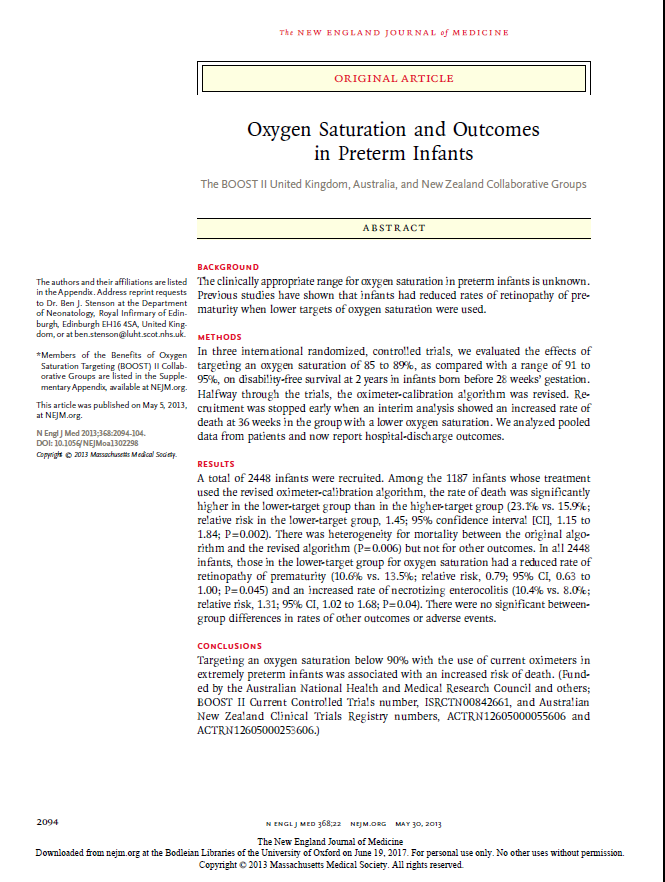 The NEW ENGLAND JOURNAL of MEDICINE
ORIGINAL ARTICLE
Oxygen Saturation and Outcomes
in Preterm Infants
The BOOST II United Kingdom, Australia, and New Zealand Collaborative Groups
ABSTRACT
The authors and their affiliations are listed
in the Appendix. Address reprint requests
to Dr. Ben J. Stenson at the Department
of Neonatology, Royal Infirmary of Edin-
burgh, Edinburgh EH16 4SA, United King-
dom, or at ben.stenson@luht.scot.nhs.uk.
*Members of the Benefits of Oxygen
Saturation Targeting (BOOST) II Collab-
orative Groups are listed in the Supple-
mentary Appendix, available at NEJM.org.
This article was published on May 5, 2013,
at NEJM.org.
N Engl J Med 2013;368:2094-104.
DOI: 10.1056/NEJMoa1302298
Copyright © 2013 Massachusetts Medical Society.
BACKGROUND
The clinically appropriate range for oxygen saturation in preterm infants is unknown.
Previous studies have shown that infants had reduced rates of retinopathy of pre-
maturity when lower targets of oxygen saturation were used.
METHODS
In three international randomized, controlled trials, we evaluated the effects of
targeting an oxygen saturation of 85 to 89%, as compared with a range of 91 to
95%, on disability-free survival at 2 years in infants born before 28 weeks' gestation.
Halfway through the trials, the oximeter-calibration algorithm was revised. Re-
cruitment was stopped early when an interim analysis showed an increased rate of
death at 36 weeks in the group with a lower oxygen saturation. We analyzed pooled
data from patients and now report hospital-discharge outcomes.
RESULTS
A total of 2448 infants were recruited. Among the 1187 infants whose treatment
used the revised oximeter-calibration algorithm, the rate of death was significantly
higher in the lower-target group than in the higher-target group (23.1% vs. 15.9%;
relative risk in the lower-target group, 1.45; 95% confidence interval [CI], 1.15 to
1.84; P=0.002). There was heterogeneity for mortality between the original algo-
rithm and the revised algorithm (P=0.006) but not for other outcomes. In all 2448
infants, those in the lower-target group for oxygen saturation had a reduced rate of
retinopathy of prematurity (10.6% vs. 13.5%; relative risk, 0.79; 95% CI, 0.63 to
1.00; P=0.045) and an increased rate of necrotizing enterocolitis (10.4% vs. 8.0%;
relative risk, 1.31; 95% CI, 1.02 to 1.68; P=0.04). There were no significant between-
group differences in rates of other outcomes or adverse events.
CONCLUSIONS
Targeting an oxygen saturation below 90% with the use of current oximeters in
extremely preterm infants was associated with an increased risk of death. (Fund-
ed by the Australian National Health and Medical Research Council and others;
BOOST II Current Controlled Trials number, ISRCTN00842661, and Australian
New Zealand Clinical Trials Registry numbers, ACTRN12605000055606 and
ACTRN12605000253606.)
2094
N ENGL J MED 368;22 NEJM.ORG MAY 30, 2013
The New England Journal of Medicine
Downloaded from nejm.org at the Bodleian Libraries of the University of Oxford on June 19, 2017. For personal use only. No other uses without permission.
Copyright © 2013 Massachusetts Medical Society. All rights reserved.